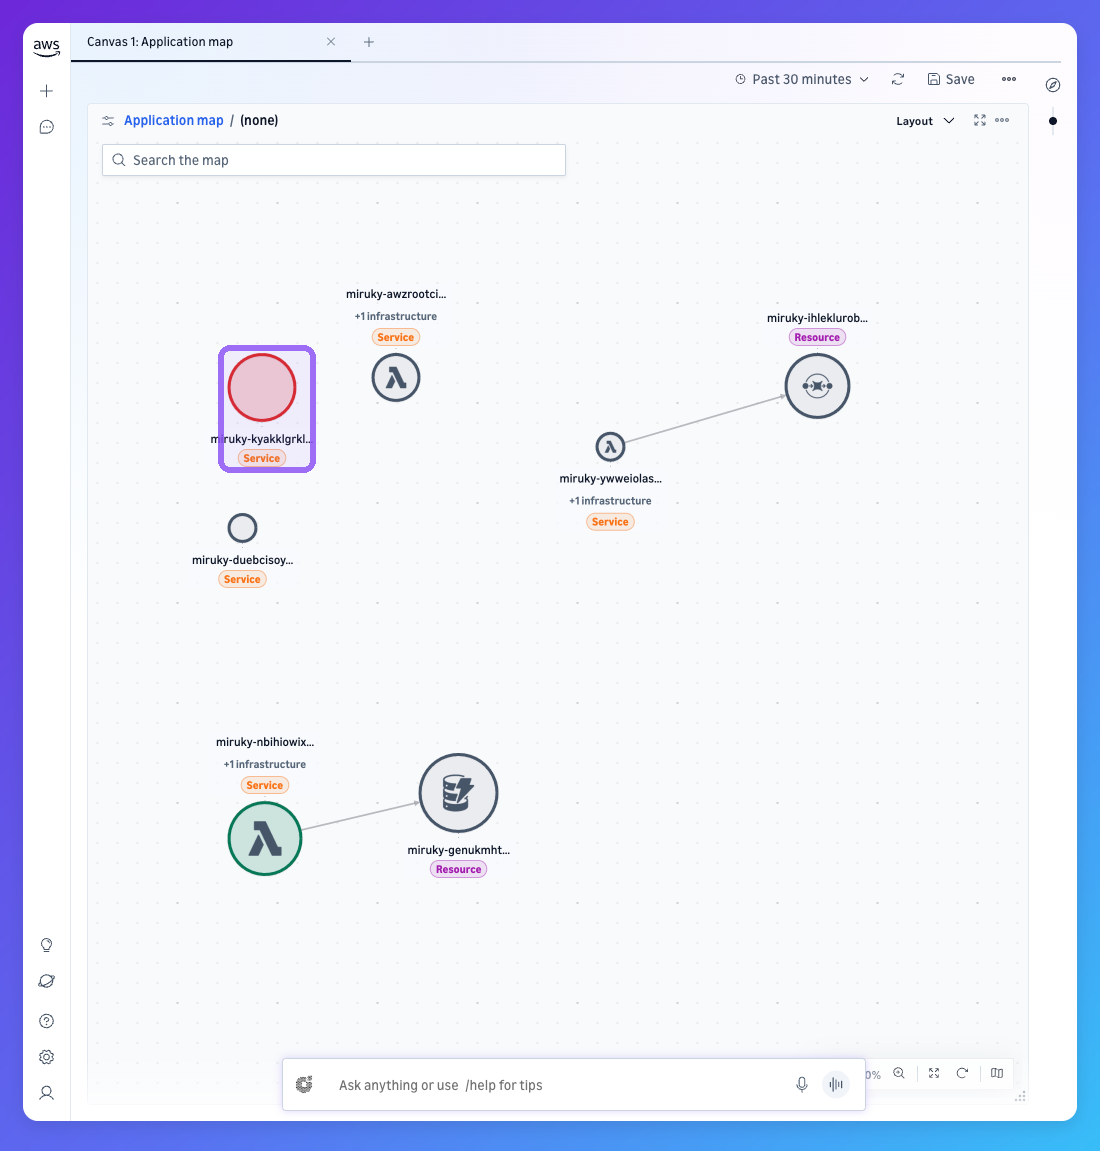 aws
Canvas 1: Application map
Past 30 minutes
Save
Application map / (none)
Layout
Search the map
miruky-awzrootci...
+1 infrastructure
Service
miruky-ihleklurob...
Resource
miruky-kyakklgrkl...
Service
miruky-ywweiolas...
+1 infrastructure
Service
miruky-duebcisoy...
Service
miruky-nbihiowix...
+1 infrastructure
Service
miruky-genukmht...
Resource
Ask anything or use /help for tips
0%